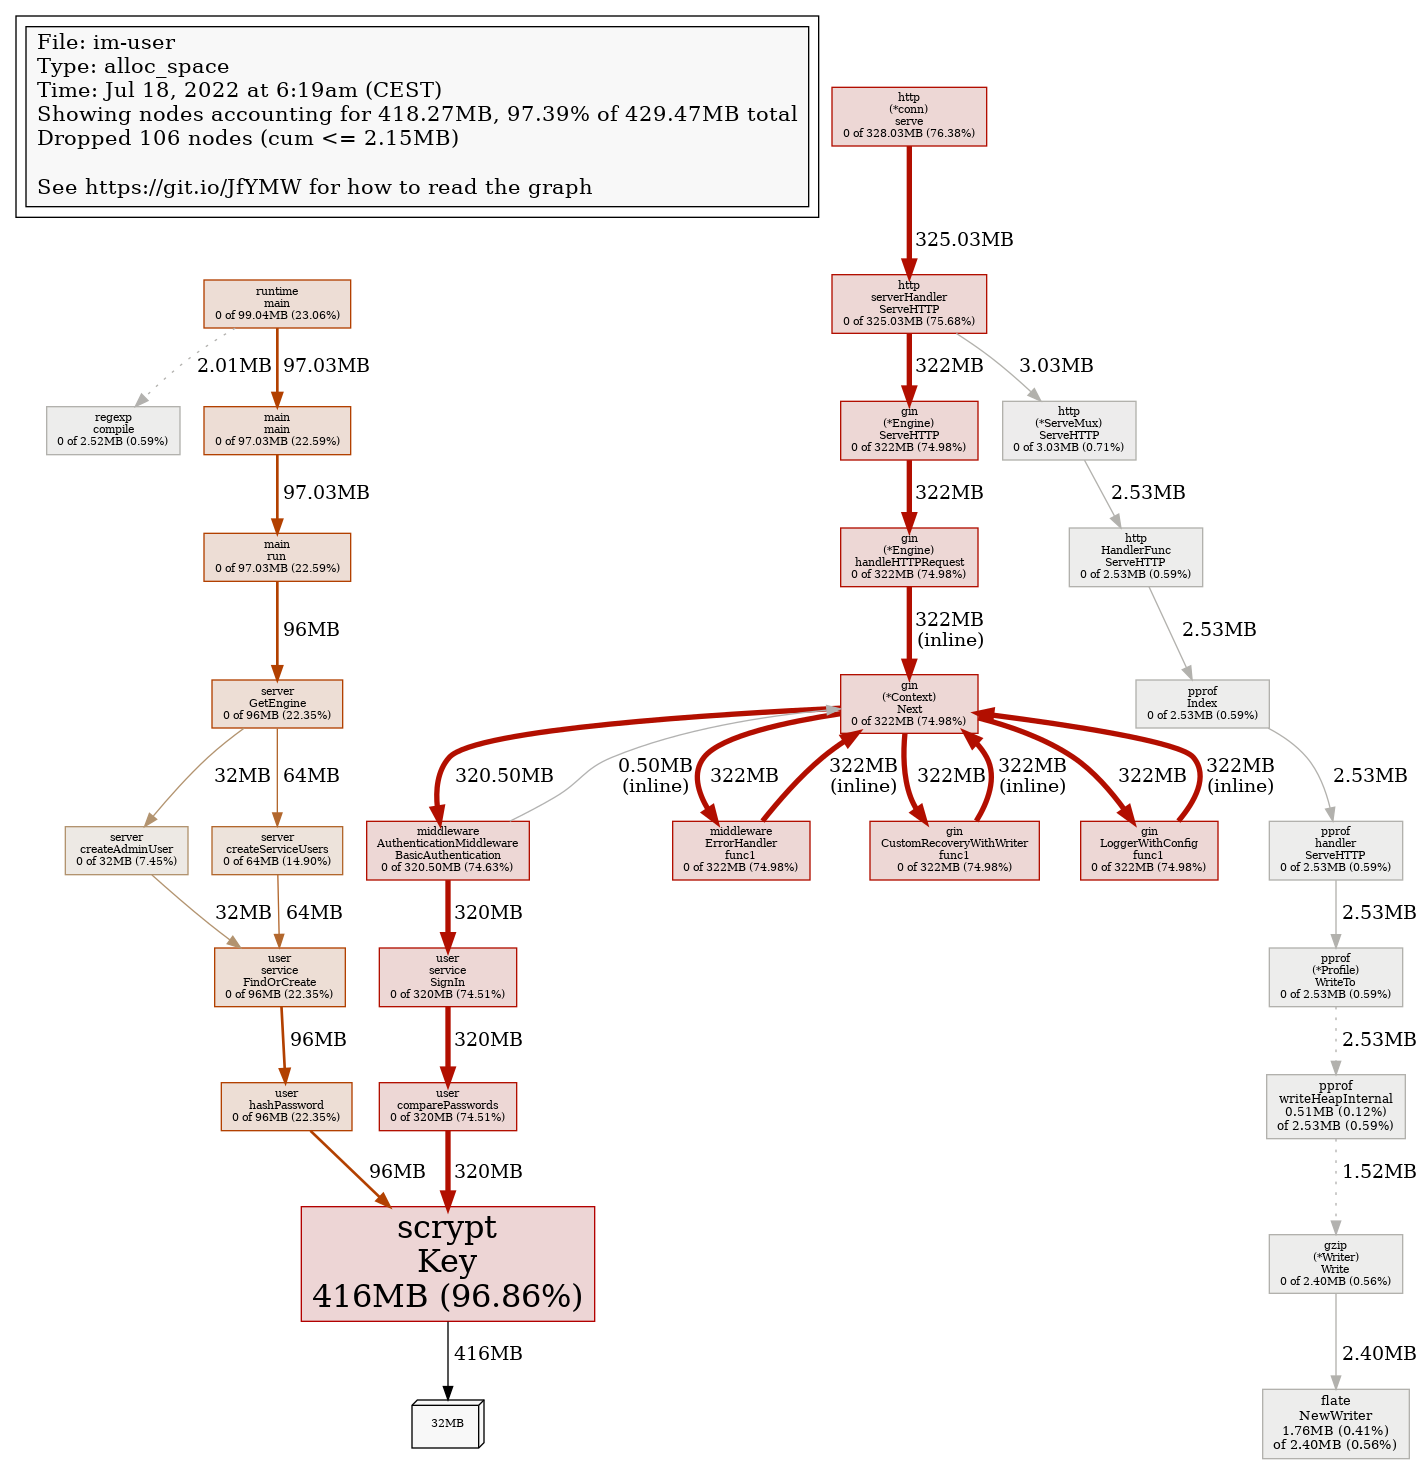 File: im-user
Type: alloc_space
Time: Jul 18, 2022 at 6:19am (CEST)
Showing nodes accounting for 418.27MB, 97.39% of 429.47MB total
Dropped 106 nodes (cum <= 2.15MB)
See https://git.io/JfYMW for how to read the graph
http
(*conn)
serve
0 of 328.03MB (76.38%)
325.03MB
runtime
main
0 of 99.04MB (23.06%)
http
serverHandler
ServeHTTP
0 of 325.03MB (75.68%)
2.01MB
97.03MB
322MB
3.03MB
regexp
compile
0 of 2.52MB (0.59%)
main
main
0 of 97.03MB (22.59%)
gin
(*Engine)
ServeHTTP
0 of 322MB (74.98%)
http
(*ServeMux)
ServeHTTP
0 of 3.03MB (0.71%)
97.03MB
322MB
2.53MB
main
run
0 of 97.03MB (22.59%)
gin
(*Engine)
handleHTTPRequest
0 of 322MB (74.98%)
http
HandlerFunc
ServeHTTP
0 of 2.53MB (0.59%)
96MB
322MB
(inline)
2.53MB
server
GetEngine
0 of 96MB (22.35%)
gin
(*Context)
Next
0 of 322MB (74.98%)
pprof
Index
0 of 2.53MB (0.59%)
32MB
64MB
320.50MB
0.50MB
(inline)
322MB
322MB
(inline)
322MB
322MB
(inline)
322MB
322MB
(inline)
2.53MB
server
createAdminUser
0 of 32MB (7.45%)
server
createServiceUsers
0 of 64MB (14.90%)
middleware
AuthenticationMiddleware
BasicAuthentication
0 of 320.50MB (74.63%)
middleware
ErrorHandler
func1
0 of 322MB (74.98%)
gin
CustomRecoveryWithWriter
func1
0 of 322MB (74.98%)
gin
LoggerWithConfig
func1
0 of 322MB (74.98%)
pprof
handler
ServeHTTP
0 of 2.53MB (0.59%)
32MB
64MB
320MB
2.53MB
user
service
FindOrCreate
0 of 96MB (22.35%)
user
service
SignIn
0 of 320MB (74.51%)
pprof
(*Profile)
WriteTo
0 of 2.53MB (0.59%)
96MB
320MB
2.53MB
user
hashPassword
0 of 96MB (22.35%)
user
comparePasswords
0 of 320MB (74.51%)
pprof
writeHeapInternal
0.51MB (0.12%)
of 2.53MB (0.59%)
96MB
320MB
1.52MB
scrypt
Key
416MB (96.86%)
gzip
(*Writer)
Write
0 of 2.40MB (0.56%)
416MB
2.40MB
32MB
flate
NewWriter
1.76MB (0.41%)
of 2.40MB (0.56%)